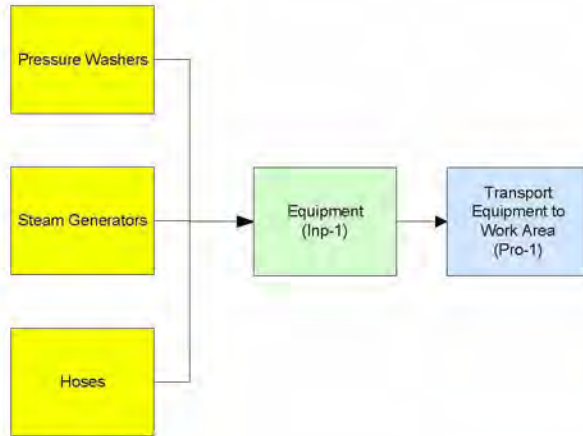 Pressure Washers
Steam Generators
Equipment
(Inp-1)
Transport
Equipment to
Work Area
(Pro-1)
Hoses